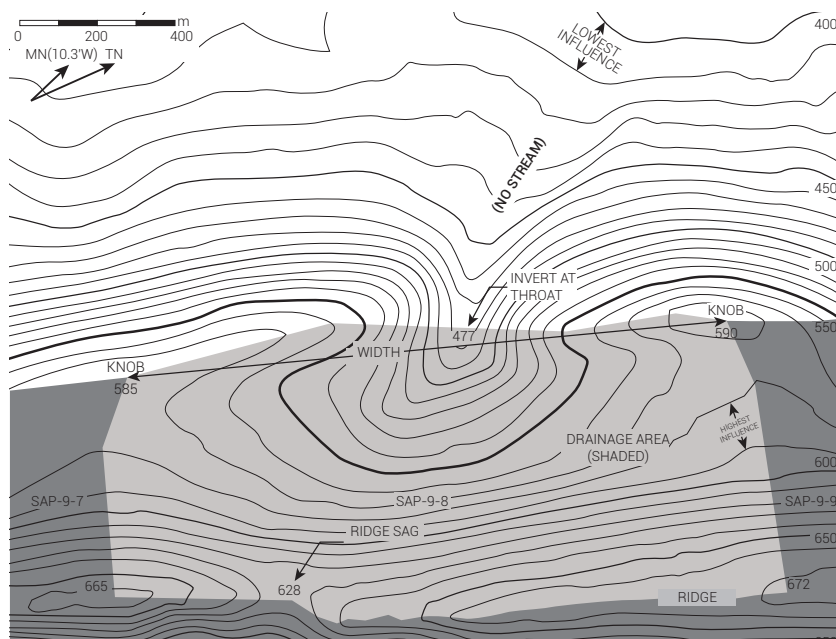 m
0 200 400
MN(10.3'W) TN
LOWEST
INFLUENCE
400
(NO STREAM)
450
500
INVERT AT
THROAT
KNOB
550
477
590
WIDTH
KNOB
585
HIGHEST
INFLUENCE
DRAINAGE AREA
(SHADED)
600
SAP-9-7
SAP-9-8
SAP-9-9
RIDGE SAG
650
665
628
672
RIDGE